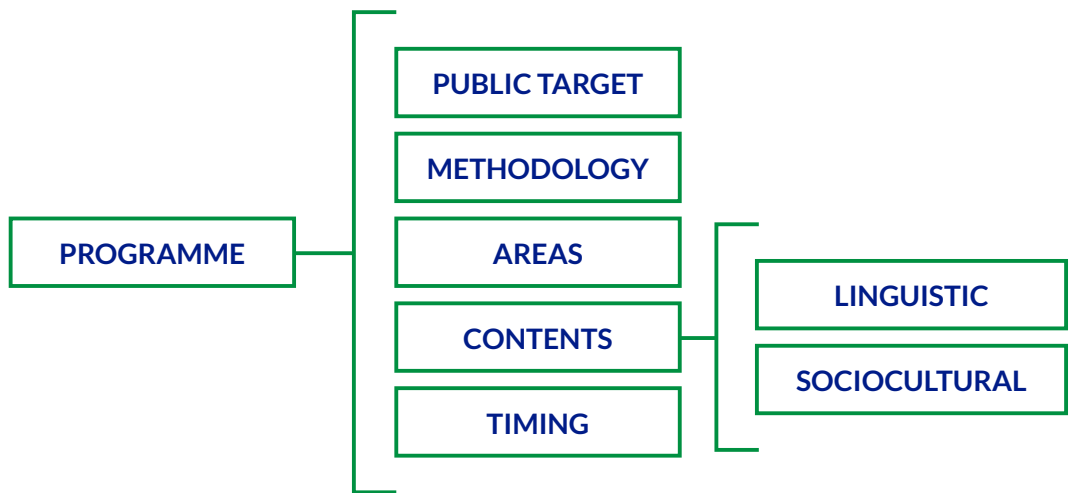 PROGRAMME
PUBLIC TARGET
METHODOLOGY
AREAS
CONTENTS
TIMING
LINGUISTIC
SOCIOCULTURAL